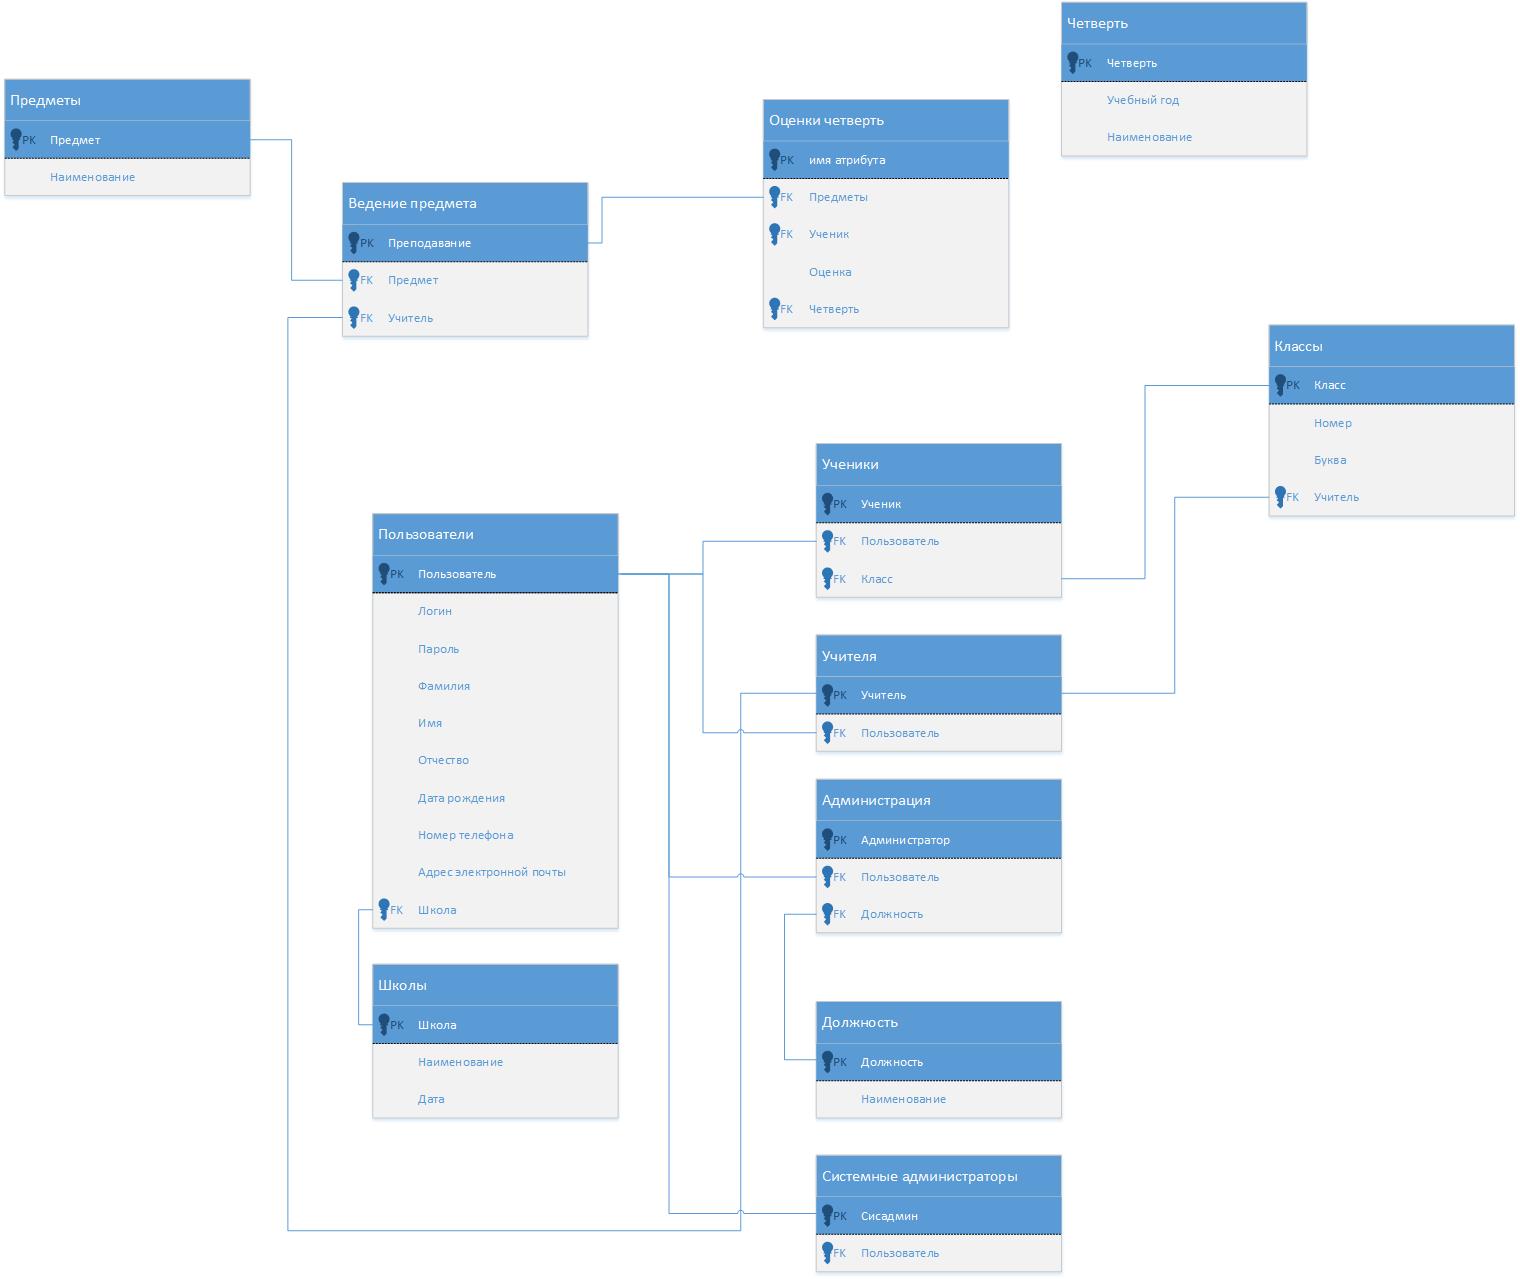 Четверть
PK Четверть
Учебный год
Наименование
Предметы
PK Предмет
Наименование
Оценки четверть
PK имя атрибута
FK Предметы
FK Ученик
Оценка
FK Четверть
Ведение предмета
PK Преподавание
FK Предмет
FK Учитель
Классы
PK Класс
Номер
Буква
FK Учитель
Ученики
PK Ученик
FK Пользователь
FK Класс
Пользователи
PK Пользователь
Логин
Пароль
Фамилия
Имя
Отчество
Дата рождения
Номер телефона
Адрес электронной почты
FK Школа
Учителя
PK Учитель
FK Пользователь
Администрация
PK Администратор
FK Пользователь
FK Должность
Школы
PK Школа
Наименование
Дата
Должность
PK Должность
Наименование
Системные администраторы
PK Сисадмин
FK Пользователь